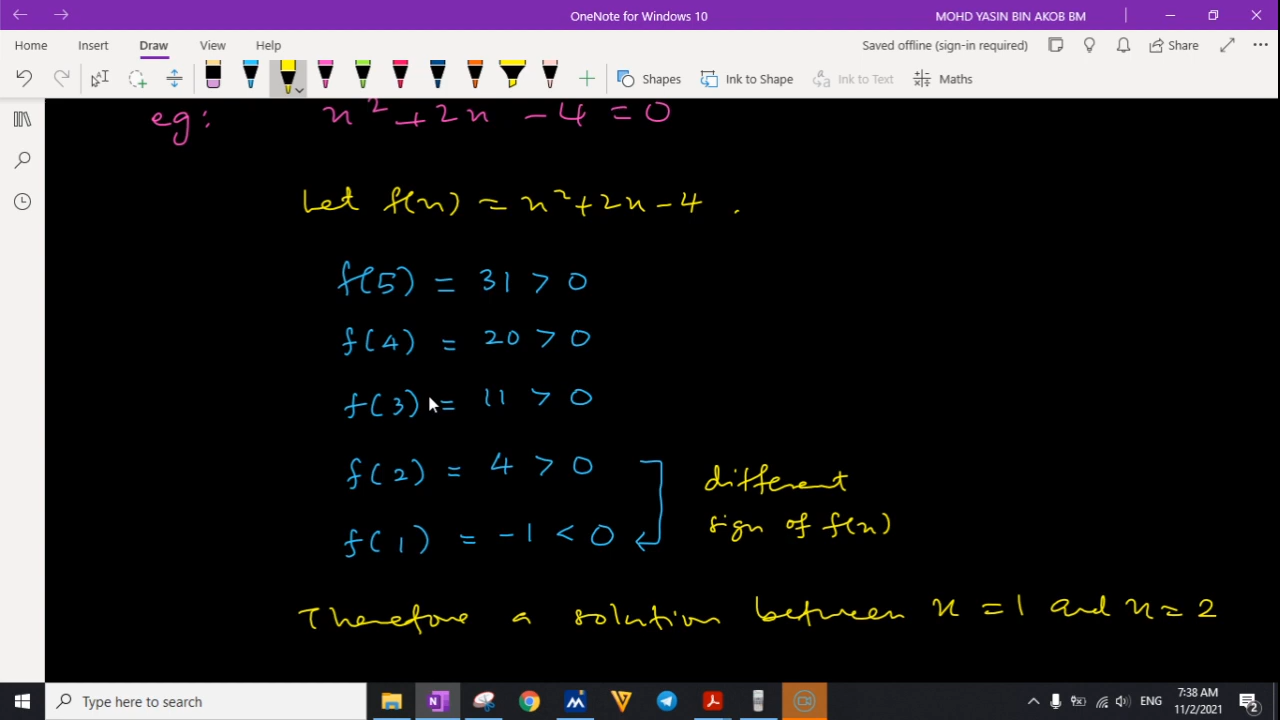 OneNote for Windows 10
MOHD YASIN BIN AKOB BM
Home Insert Draw View Help
Saved offline (sign-in required)
Share
Shapes
Ink to Shape
Ink to Text
Maths
eg: x² + 2x - 4 = 0
Let f(x) = x² + 2x - 4 .
f(5) = 31 > 0
f(4) = 20 > 0
f(3) = 11 > 0
f(2) = 4 > 0
f(1) = -1 < 0
different
sign of f(x)
Therefore a solution between x = 1 and x = 2
Type here to search
ENG
7:38 AM
11/2/2021
2